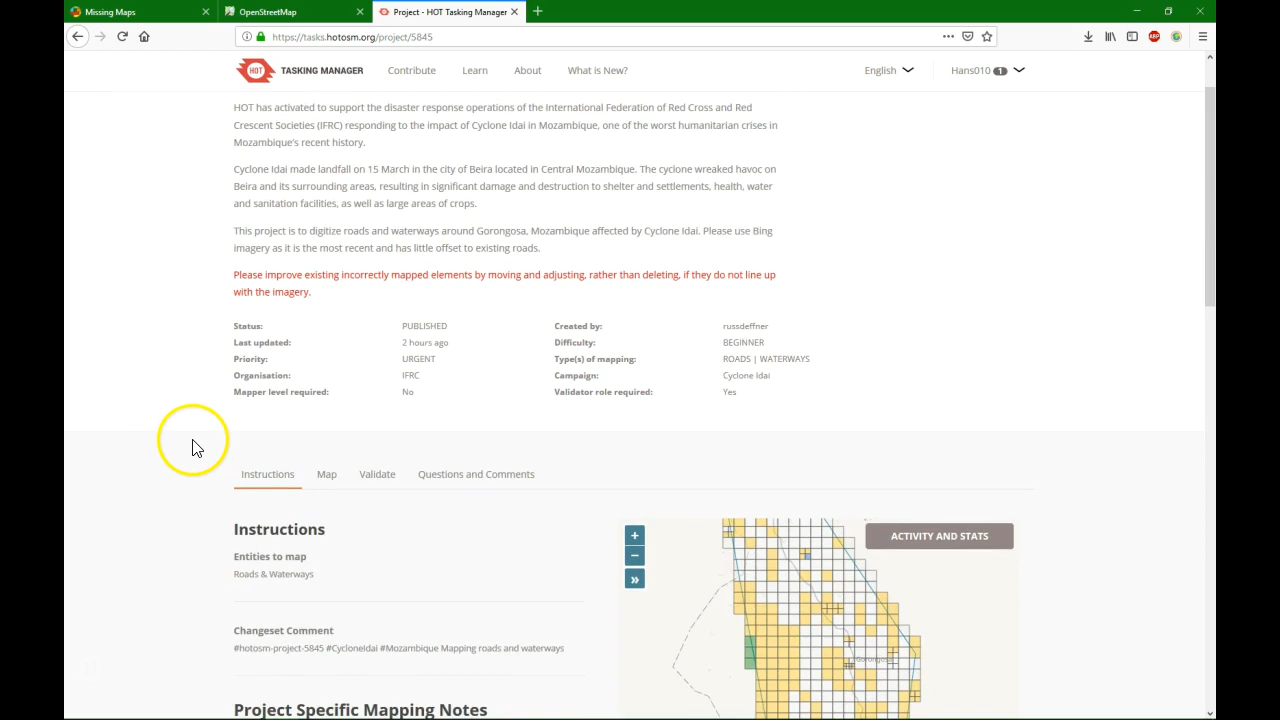 Missing Maps
OpenStreetMap
Project - HOT Tasking Manager
https://tasks.hotosm.org/project/5845
HOT
TASKING MANAGER
Contribute
Learn
About
What is New?
English
Hans010 1
HOT has activated to support the disaster response operations of the International Federation of Red Cross and Red
Crescent Societies (IFRC) responding to the impact of Cyclone Idai in Mozambique, one of the worst humanitarian crises in
Mozambique's recent history.
Cyclone Idai made landfall on 15 March in the city of Beira located in Central Mozambique. The cyclone wreaked havoc on
Beira and its surrounding areas, resulting in significant damage and destruction to shelter and settlements, health, water
and sanitation facilities, as well as large areas of crops.
This project is to digitize roads and waterways around Gorongosa, Mozambique affected by Cyclone Idai. Please use Bing
imagery as it is the most recent and has little offset to existing roads.
Please improve existing incorrectly mapped elements by moving and adjusting, rather than deleting, if they do not line up
with the imagery.
Status: PUBLISHED Created by: russdeffner
Last updated: 2 hours ago Difficulty: BEGINNER
Priority: URGENT Type(s) of mapping: ROADS | WATERWAYS
Organisation: IFRC Campaign: Cyclone Idai
Mapper level required: No Validator role required: Yes
Instructions
Map
Validate
Questions and Comments
Instructions
Entities to map
Roads & Waterways
Changeset Comment
#hotosm-project-5845 #CycloneIdai #Mozambique Mapping roads and waterways
Project Specific Mapping Notes
+
−
»
ACTIVITY AND STATS
Gorongosa